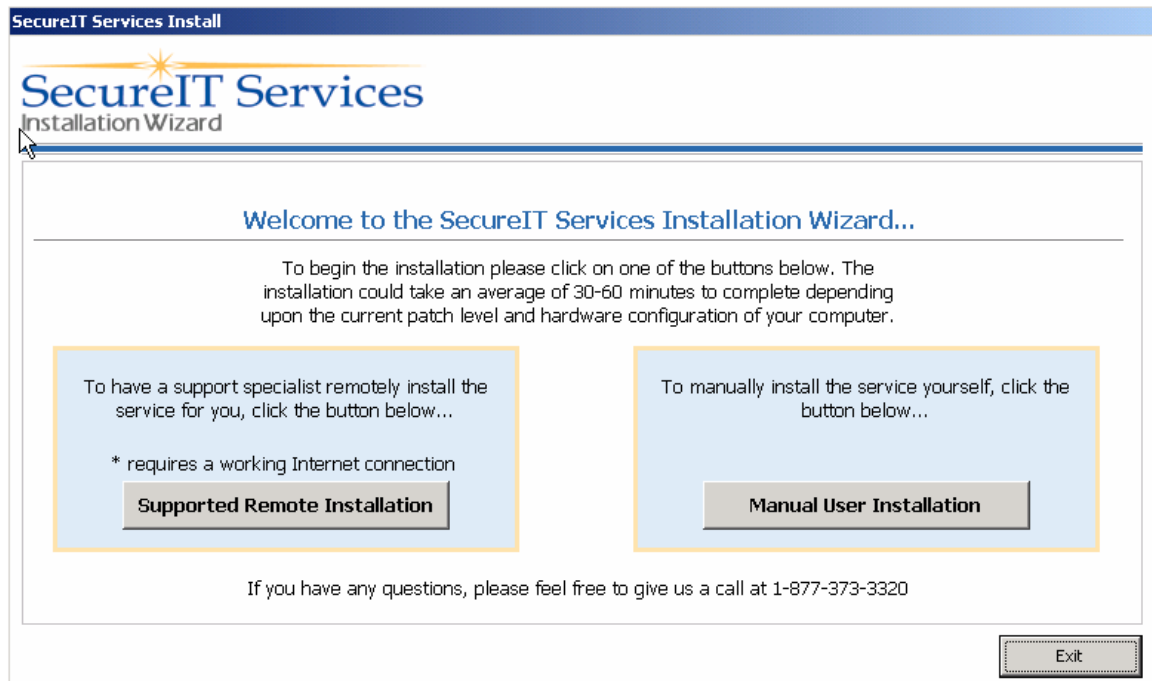 SecureIT Services Install
SecureIT Services
Installation Wizard
Welcome to the SecureIT Services Installation Wizard...
To begin the installation please click on one of the buttons below. The
installation could take an average of 30-60 minutes to complete depending
upon the current patch level and hardware configuration of your computer.
To have a support specialist remotely install the
service for you, click the button below...
* requires a working Internet connection
Supported Remote Installation
To manually install the service yourself, click the
button below...
Manual User Installation
If you have any questions, please feel free to give us a call at 1-877-373-3320
Exit